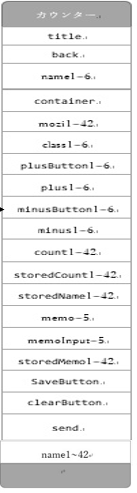 カウンター
title
back
name1-6
container
mozi1-42
class1-6
plusButton1-6
plus1-6
minusButton1-6
minus1-6
count1-42
storedCount1-42
storedName1-42
memo-5
memoInput-5
storedMemo1-42
SaveButton
clearButton
send
name1~42